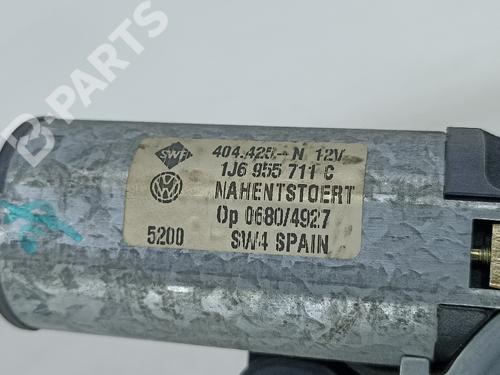 B-PARTS
SWF 404.425-N 12V
1J6 955 711 C
NAHENTSTOERT
Op 0680/4927
5200 SW4 SPAIN